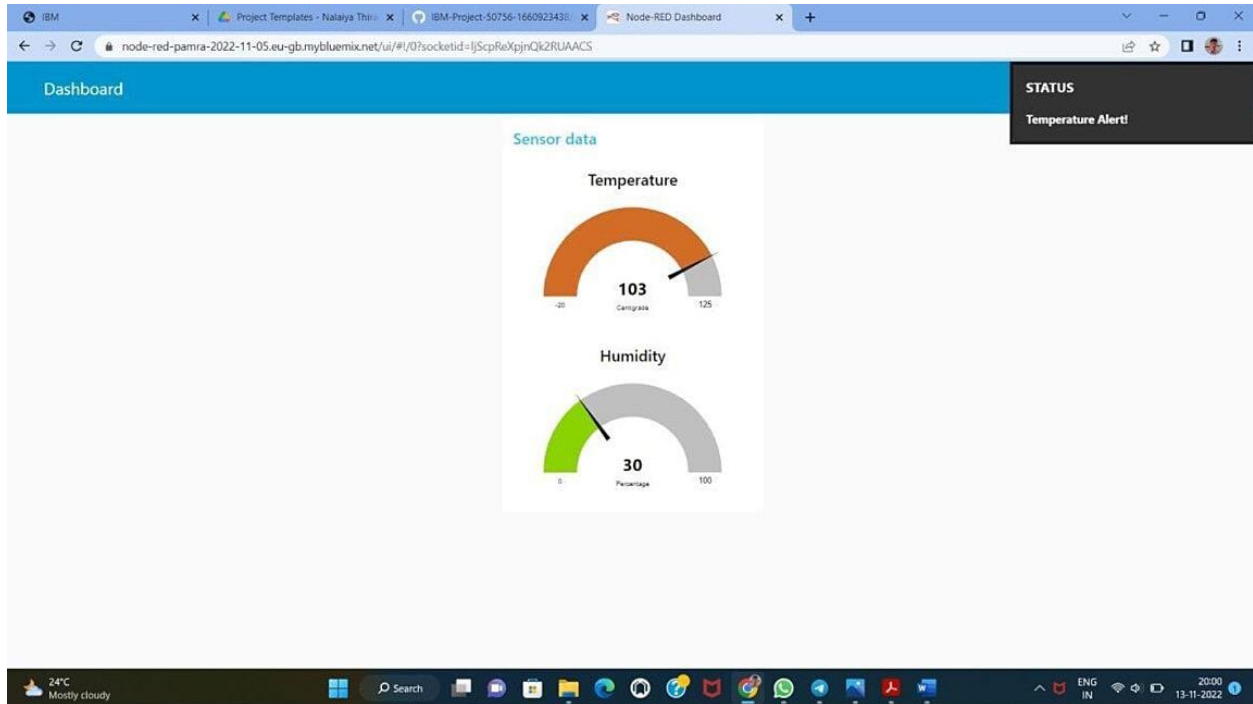 IBM
Project Templates - Nalaiya Thira
IBM-Project-50756-1660923438
Node-RED Dashboard
node-red-pamra-2022-11-05.eu-gb.mybluemix.net/ui/#!/0?socketid=
Dashboard
STATUS
Temperature Alert!
Sensor data
Temperature
103
Centigrade
-20
125
Humidity
30
Percentage
0
100
24°C
Mostly cloudy
Search
ENG
IN
20:00
13-11-2022